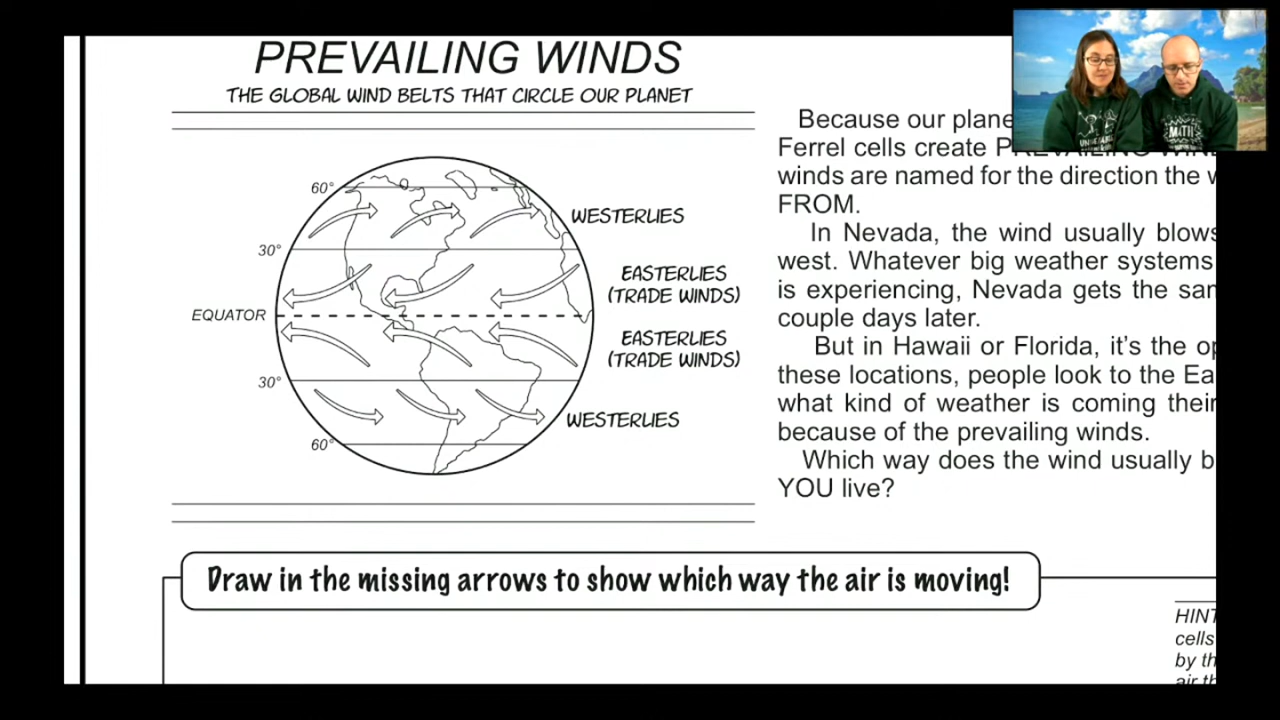 PREVAILING WINDS
THE GLOBAL WIND BELTS THAT CIRCLE OUR PLANET
60°
WESTERLIES
30°
EASTERLIES
(TRADE WINDS)
EQUATOR
EASTERLIES
(TRADE WINDS)
30°
WESTERLIES
60°
Because our plane
Ferrel cells create PREVAILING WIN
winds are named for the direction the w
FROM.
In Nevada, the wind usually blows
west. Whatever big weather systems
is experiencing, Nevada gets the sam
couple days later.
But in Hawaii or Florida, it's the op
these locations, people look to the Ea
what kind of weather is coming their
because of the prevailing winds.
Which way does the wind usually b
YOU live?
Draw in the missing arrows to show which way the air is moving!
HINT
cells
by th
air th
MATH